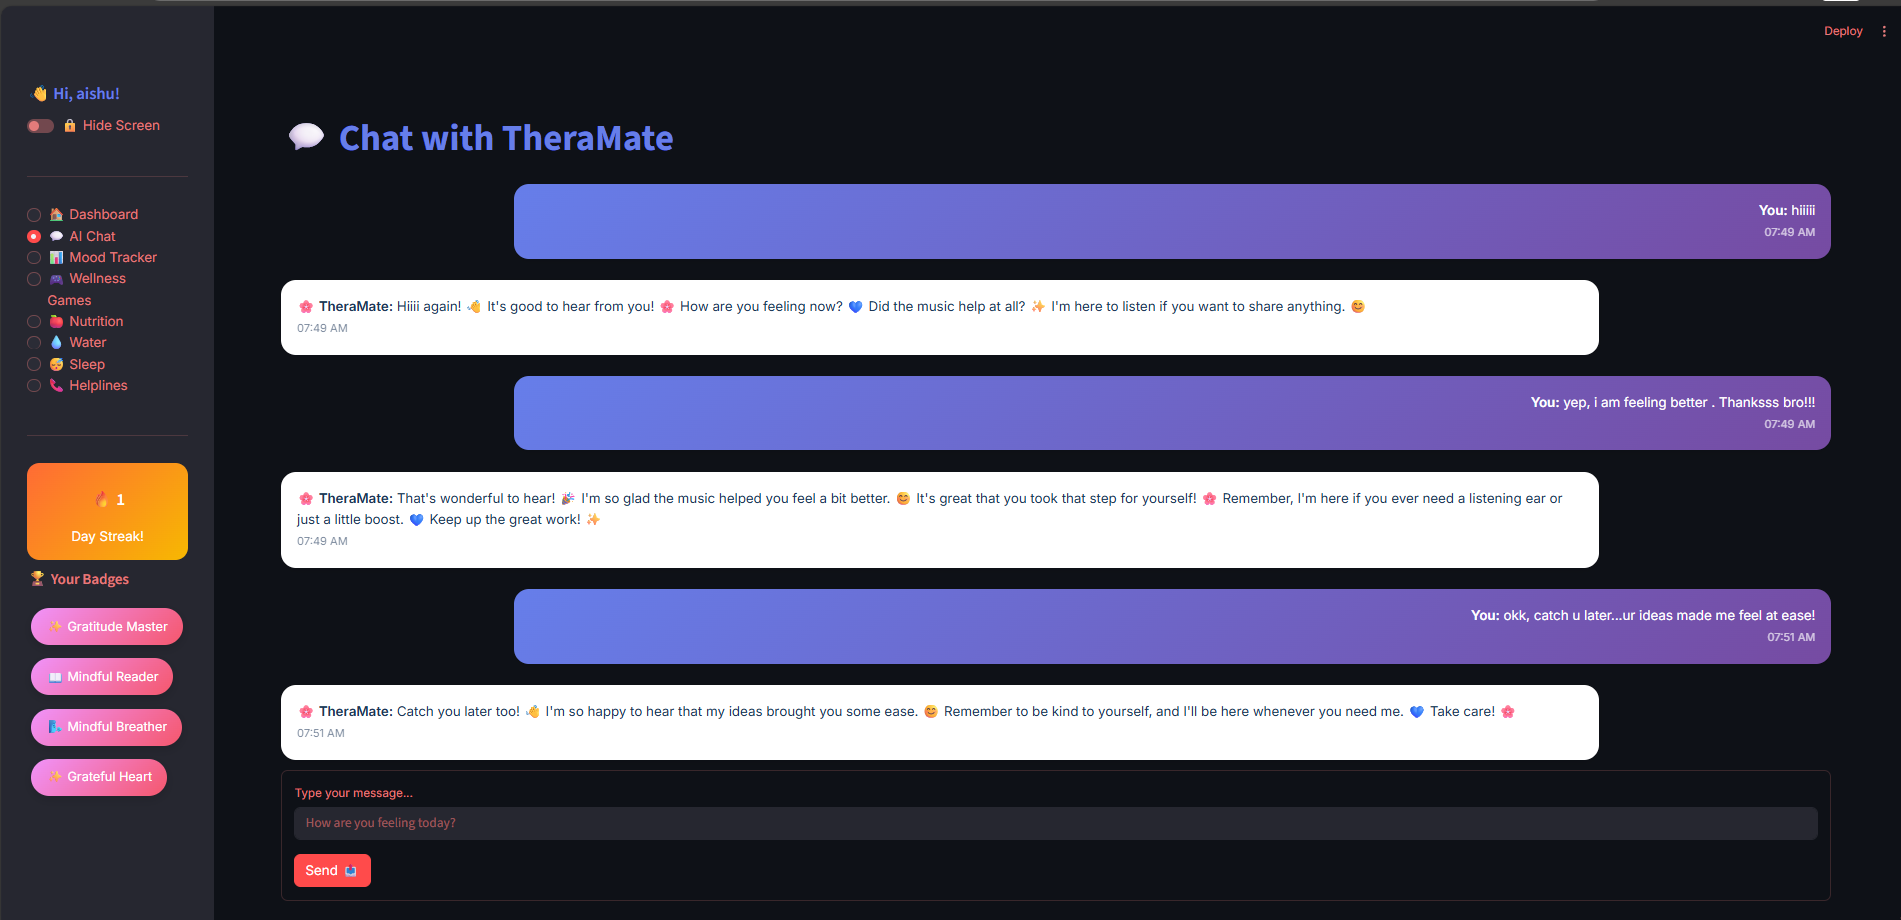 Deploy
👋 Hi, aishu!
🔒 Hide Screen
🏠 Dashboard
💬 AI Chat
📊 Mood Tracker
🎮 Wellness
Games
🍎 Nutrition
💧 Water
😴 Sleep
📞 Helplines
🔥 1
Day Streak!
🏆 Your Badges
✨ Gratitude Master
📖 Mindful Reader
🌬️ Mindful Breather
✨ Grateful Heart
💬 Chat with TheraMate
You: hiiiii
07:49 AM
🌸 TheraMate: Hiiii again! 👋 It's good to hear from you! 🌸 How are you feeling now? 💙 Did the music help at all? ✨ I'm here to listen if you want to share anything. 😊
07:49 AM
You: yep, i am feeling better . Thanksss bro!!!
07:49 AM
🌸 TheraMate: That's wonderful to hear! 🎉 I'm so glad the music helped you feel a bit better. 😊 It's great that you took that step for yourself! 🌸 Remember, I'm here if you ever need a listening ear or
just a little boost. 💙 Keep up the great work! ✨
07:49 AM
You: okk, catch u later...ur ideas made me feel at ease!
07:51 AM
🌸 TheraMate: Catch you later too! 👋 I'm so happy to hear that my ideas brought you some ease. 😊 Remember to be kind to yourself, and I'll be here whenever you need me. 💙 Take care! 🌸
07:51 AM
Type your message...
How are you feeling today?
Send 📤